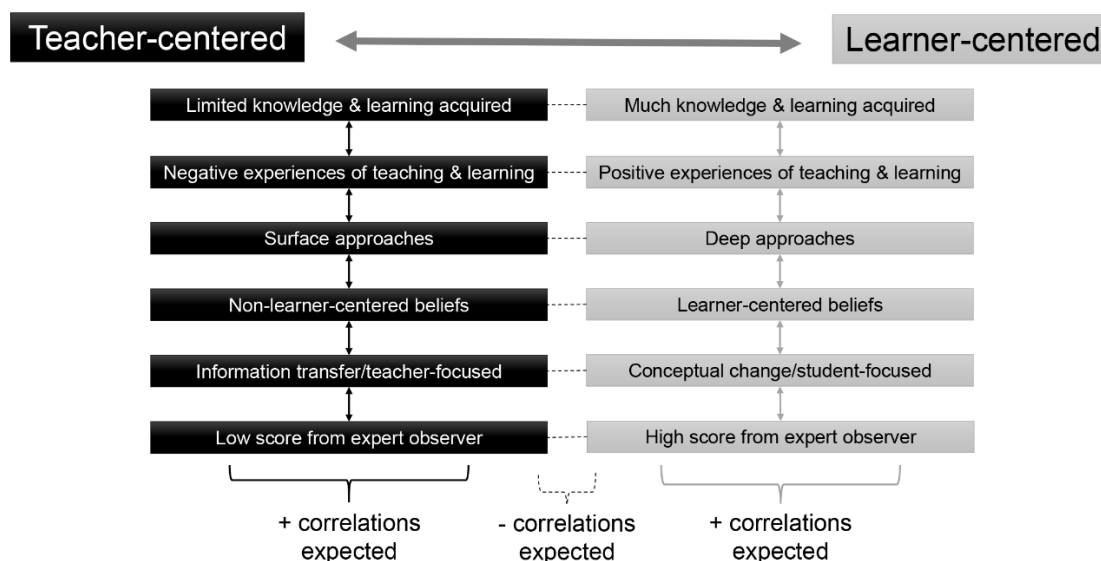 Teacher-centered
Learner-centered
Limited knowledge & learning acquired
Much knowledge & learning acquired
Negative experiences of teaching & learning
Positive experiences of teaching & learning
Surface approaches
Deep approaches
Non-learner-centered beliefs
Learner-centered beliefs
Information transfer/teacher-focused
Conceptual change/student-focused
Low score from expert observer
High score from expert observer
+ correlations
expected
- correlations
expected
+ correlations
expected